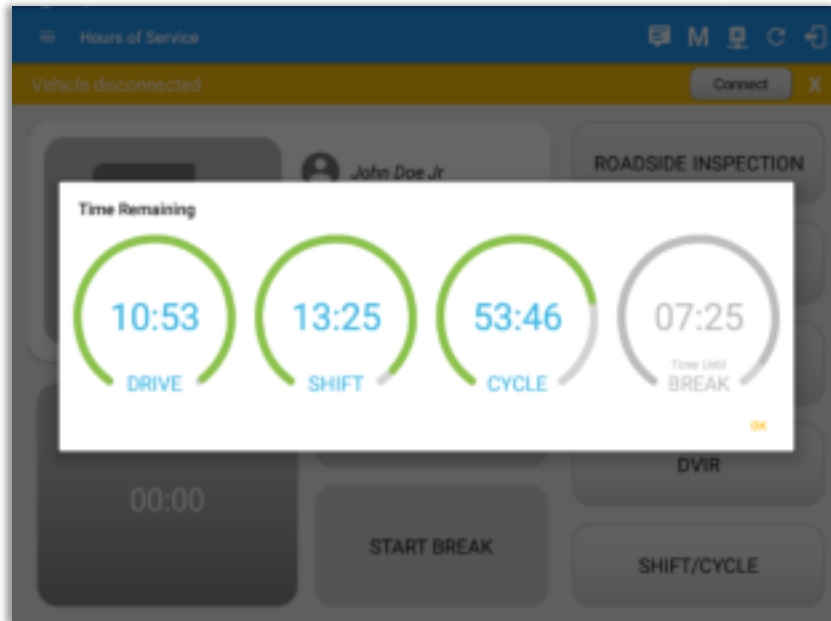 Hours of Service
M
Vehicle disconnected
Connect
X
John Doe Jr
ROADSIDE INSPECTION
Time Remaining
10:53
DRIVE
13:25
SHIFT
53:46
CYCLE
07:25
Time Until
BREAK
OK
DVIR
00:00
START BREAK
SHIFT/CYCLE